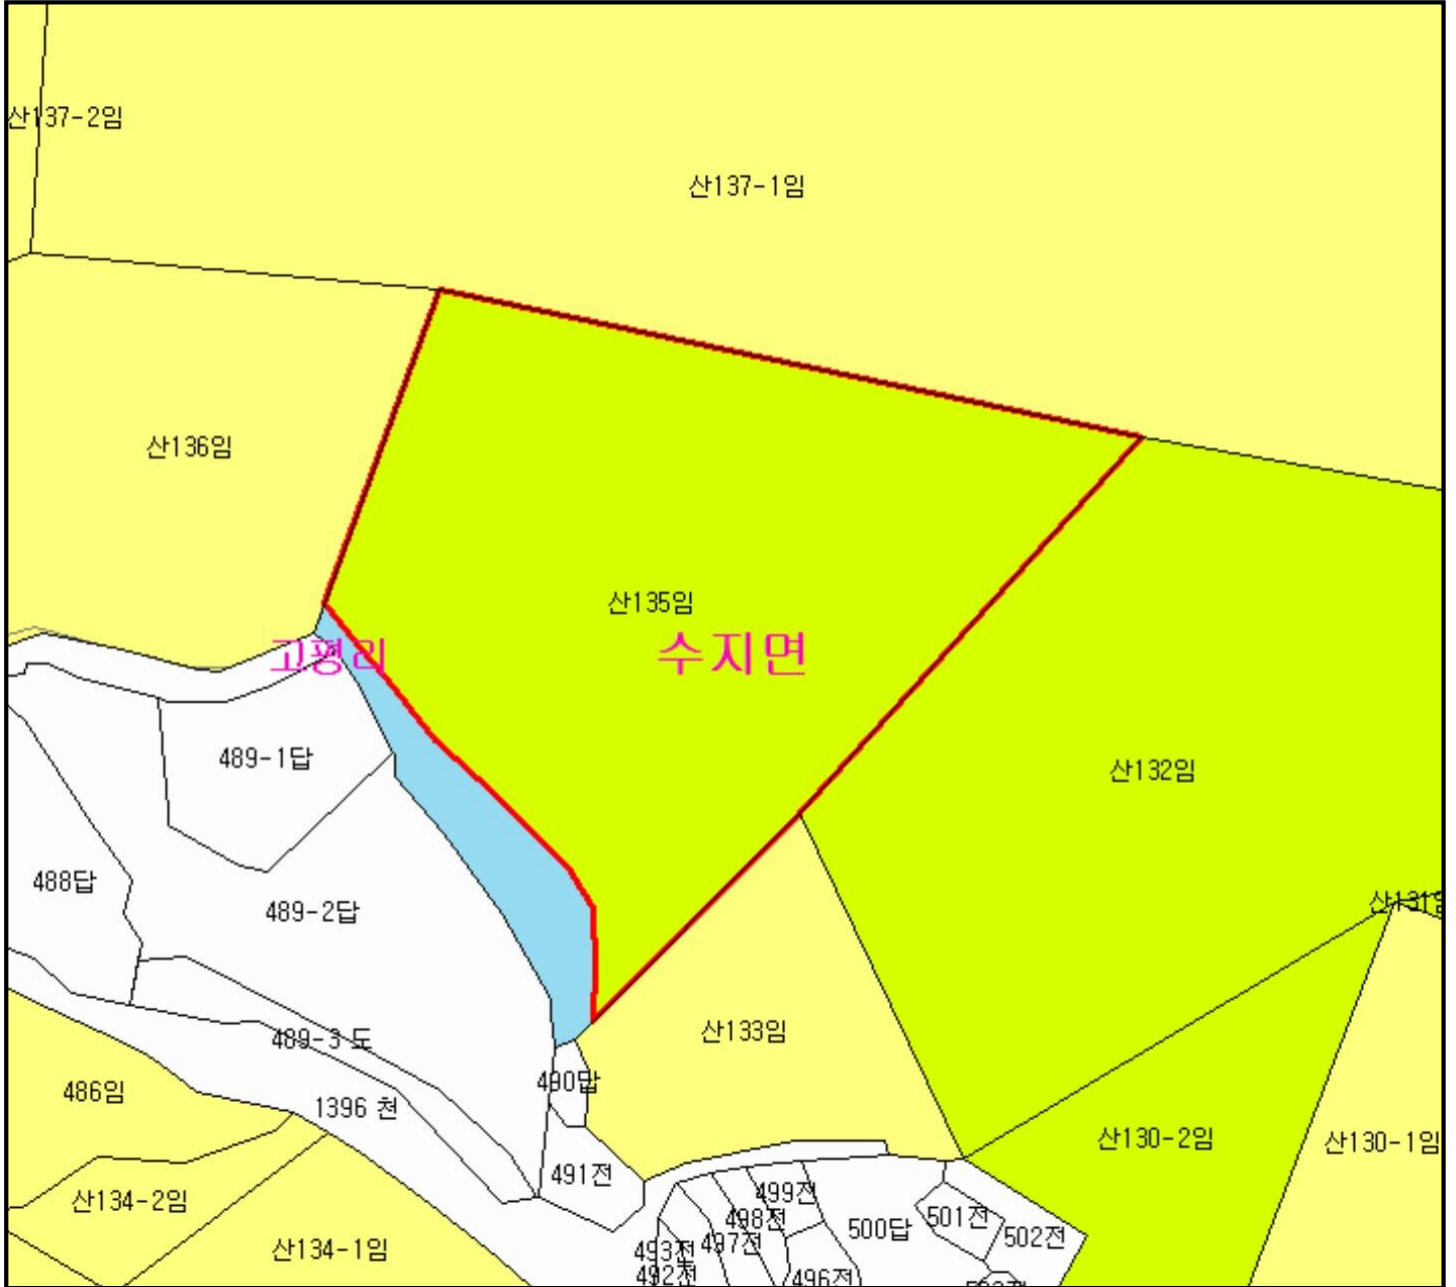 산137-2임
산137-1임
산136임
산135임
고평리
수지면
489-1답
산132임
488답
489-2답
산131임
489-3 도
산133임
490답
486임
1396 천
산130-2임
산130-1임
491전
산134-2임
499전
498전
501전
500답
502전
497전
493전
산134-1임
492전
496전